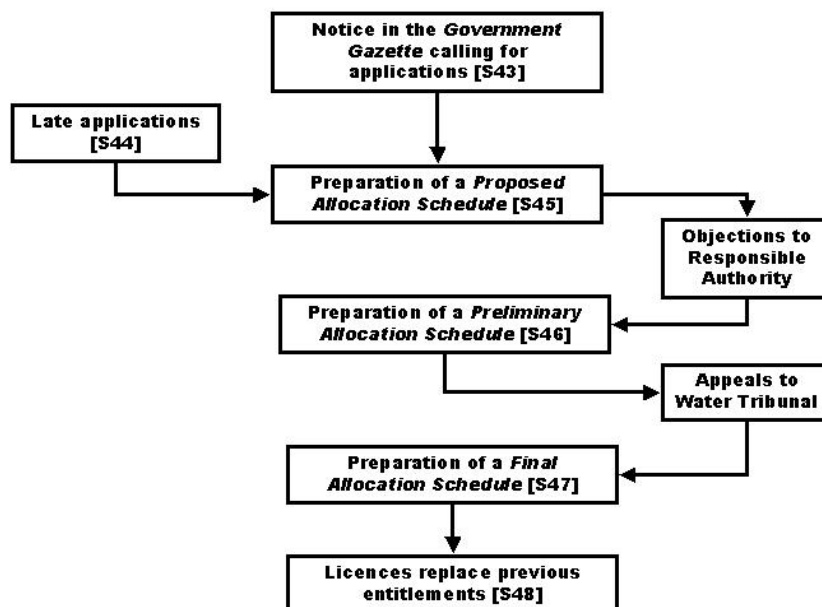 Notice in the Government
Gazette calling for
applications [S43]
Late applications
[S44]
Preparation of a Proposed
Allocation Schedule [S45]
Objections to
Responsible
Authority
Preparation of a Preliminary
Allocation Schedule [S46]
Appeals to
Water Tribunal
Preparation of a Final
Allocation Schedule [S47]
Licences replace previous
entitlements [S48]